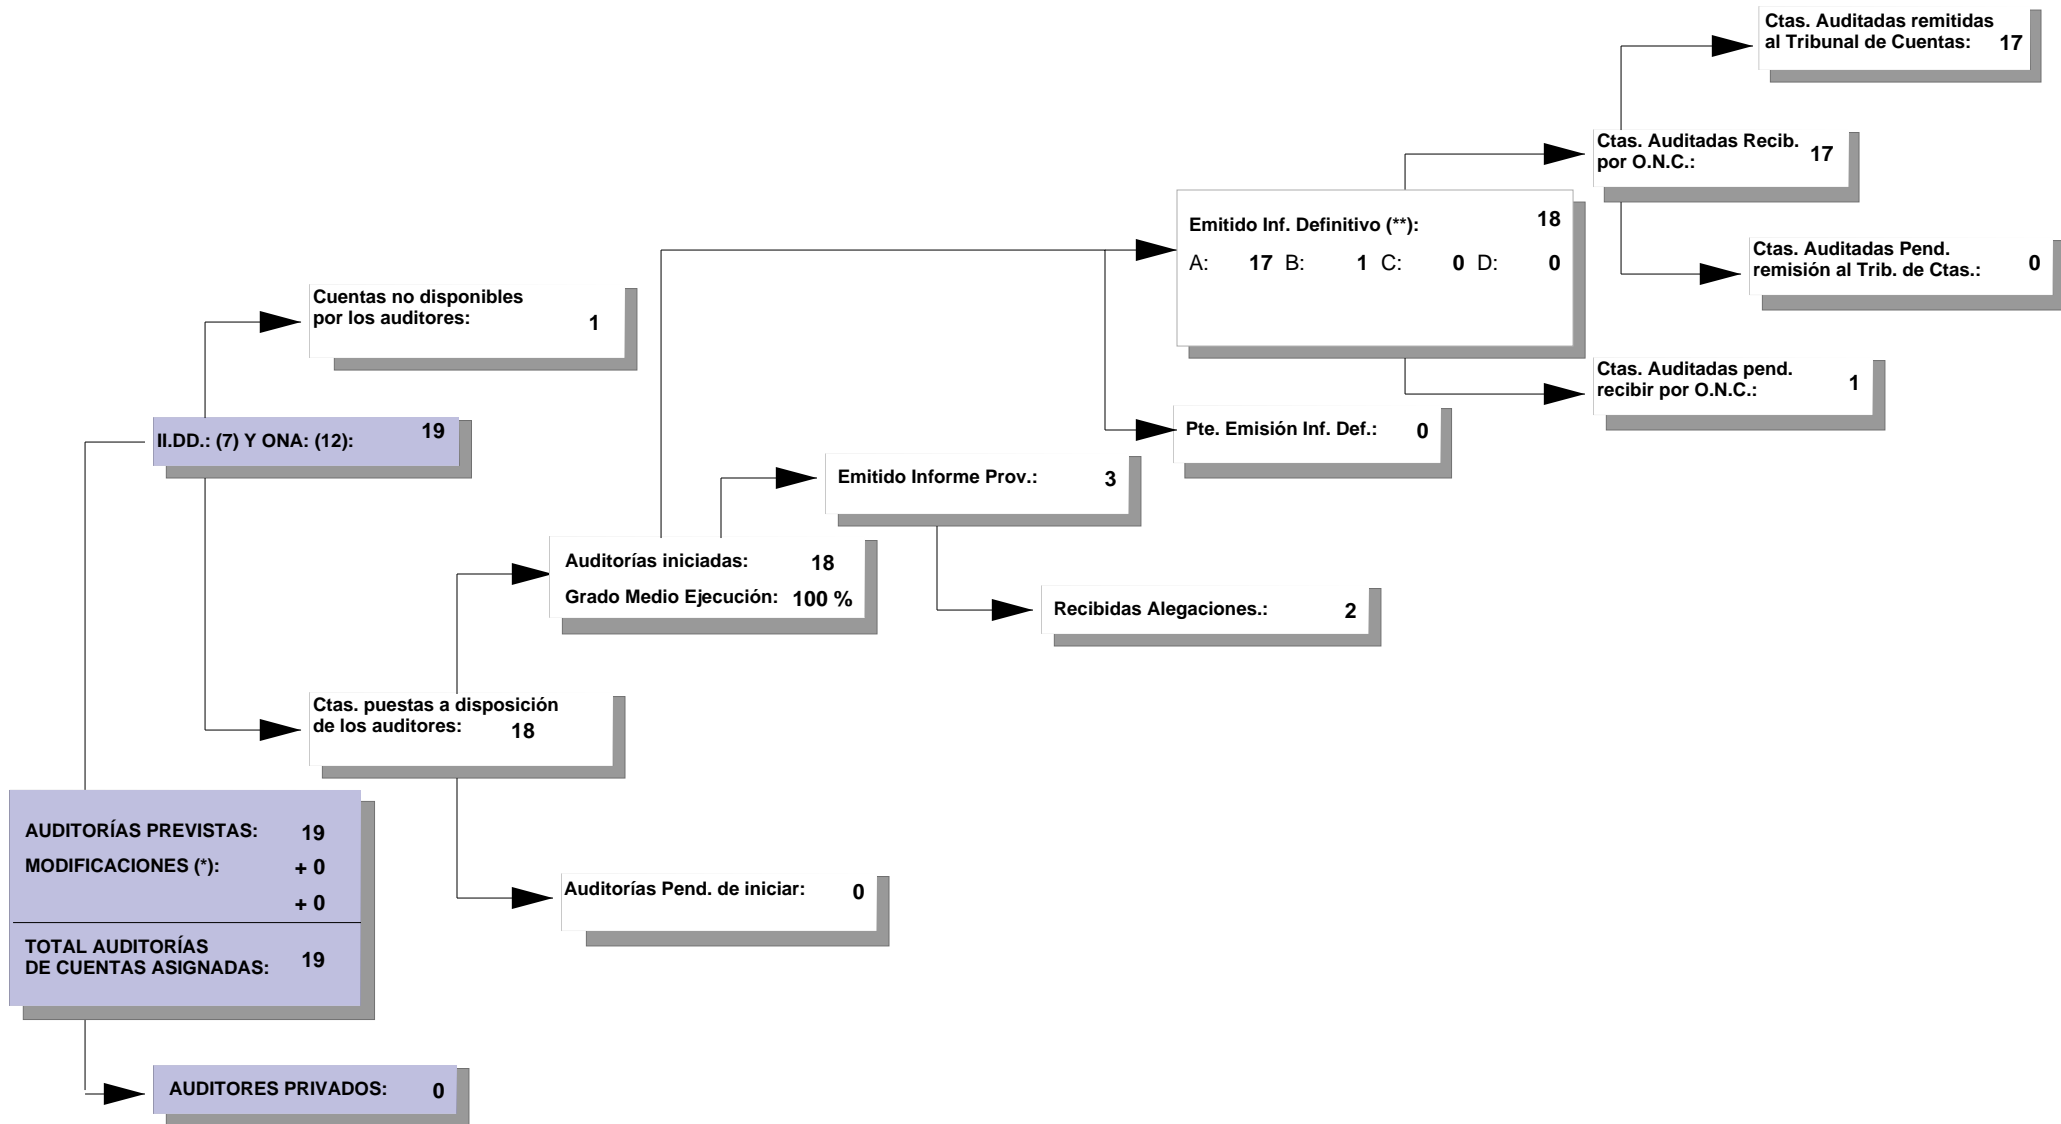 Ctas. Auditadas remitidas
al Tribunal de Cuentas: 17
Ctas. Auditadas Recib.
por O.N.C.: 17
Emitido Inf. Definitivo (**): 18
A: 17 B: 1 C: 0 D: 0
Ctas. Auditadas Pend.
remisión al Trib. de Ctas.: 0
Cuentas no disponibles
por los auditores: 1
Ctas. Auditadas pend.
recibir por O.N.C.: 1
II.DD.: (7) Y ONA: (12): 19
Pte. Emisión Inf. Def.: 0
Emitido Informe Prov.: 3
Auditorías iniciadas: 18
Grado Medio Ejecución: 100 %
Recibidas Alegaciones.: 2
Ctas. puestas a disposición
de los auditores: 18
AUDITORÍAS PREVISTAS: 19
MODIFICACIONES (*): + 0
+ 0
Auditorías Pend. de iniciar: 0
TOTAL AUDITORÍAS
DE CUENTAS ASIGNADAS: 19
AUDITORES PRIVADOS: 0